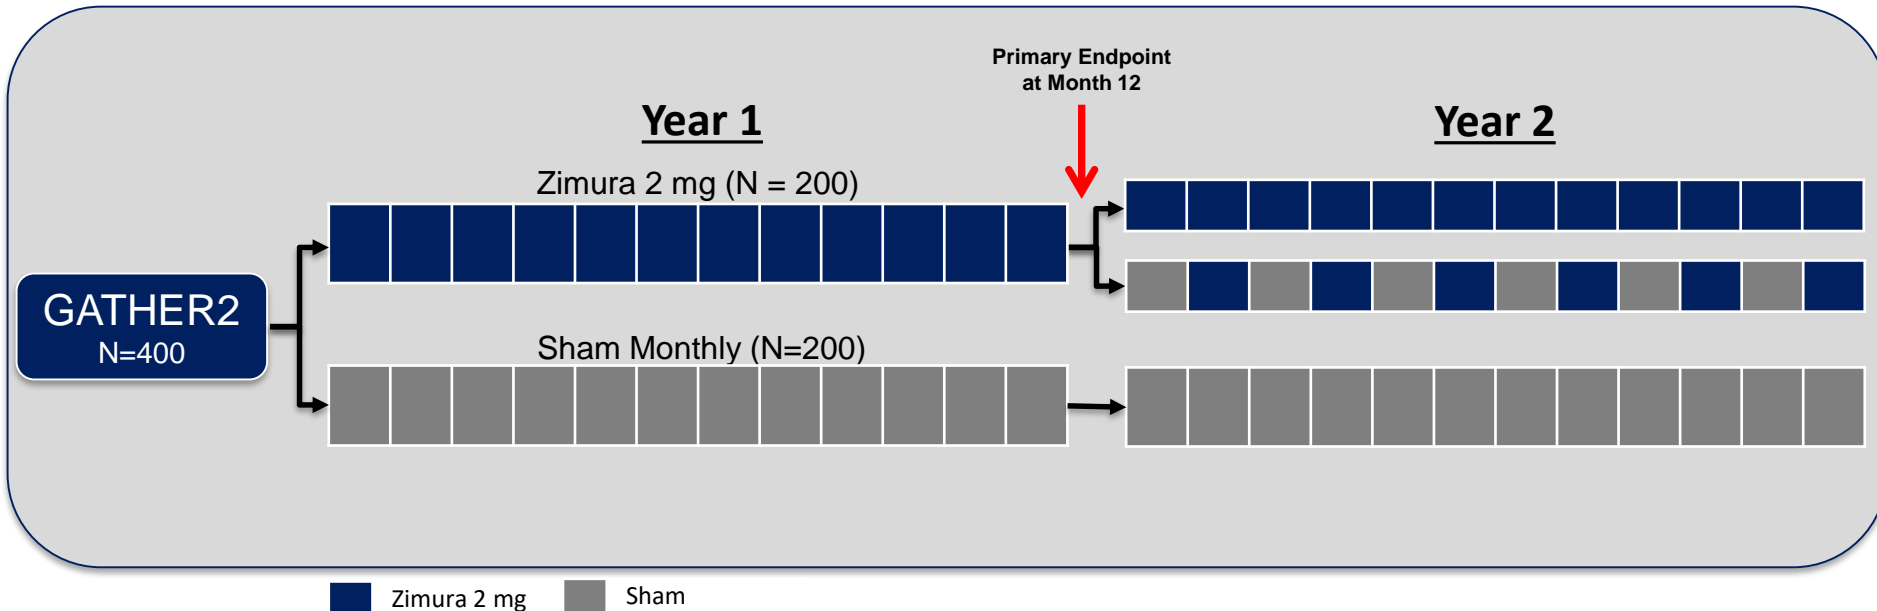 Primary Endpoint
at Month 12
Year 1
Year 2
Zimura 2 mg (N = 200)
GATHER2
N=400
Sham Monthly (N=200)
Zimura 2 mg
Sham